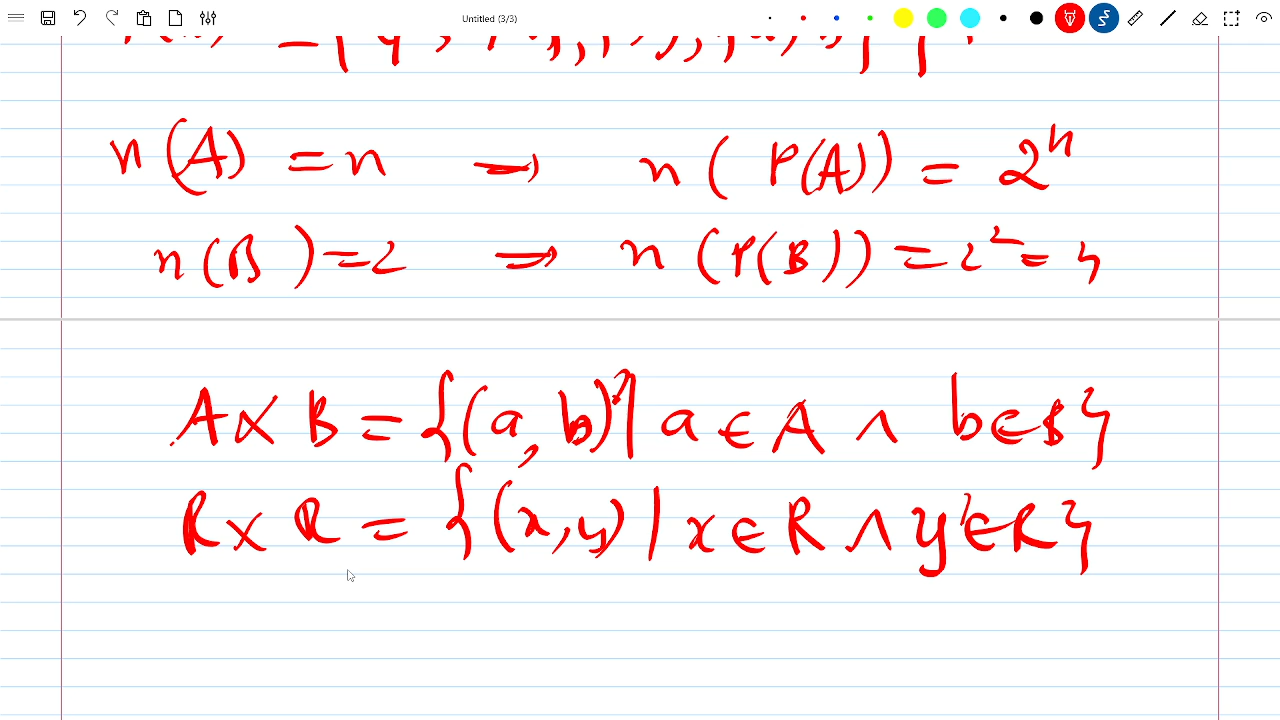 Untitled (3/3)
n(A) = n → n(P(A)) = 2ⁿ
n(B) = 2 ⇒ n(P(B)) = 2² = 4
A × B = {(a, b) | a ∈ A ∧ b ∈ B}
R × R = {(x, y) | x ∈ R ∧ y ∈ R}